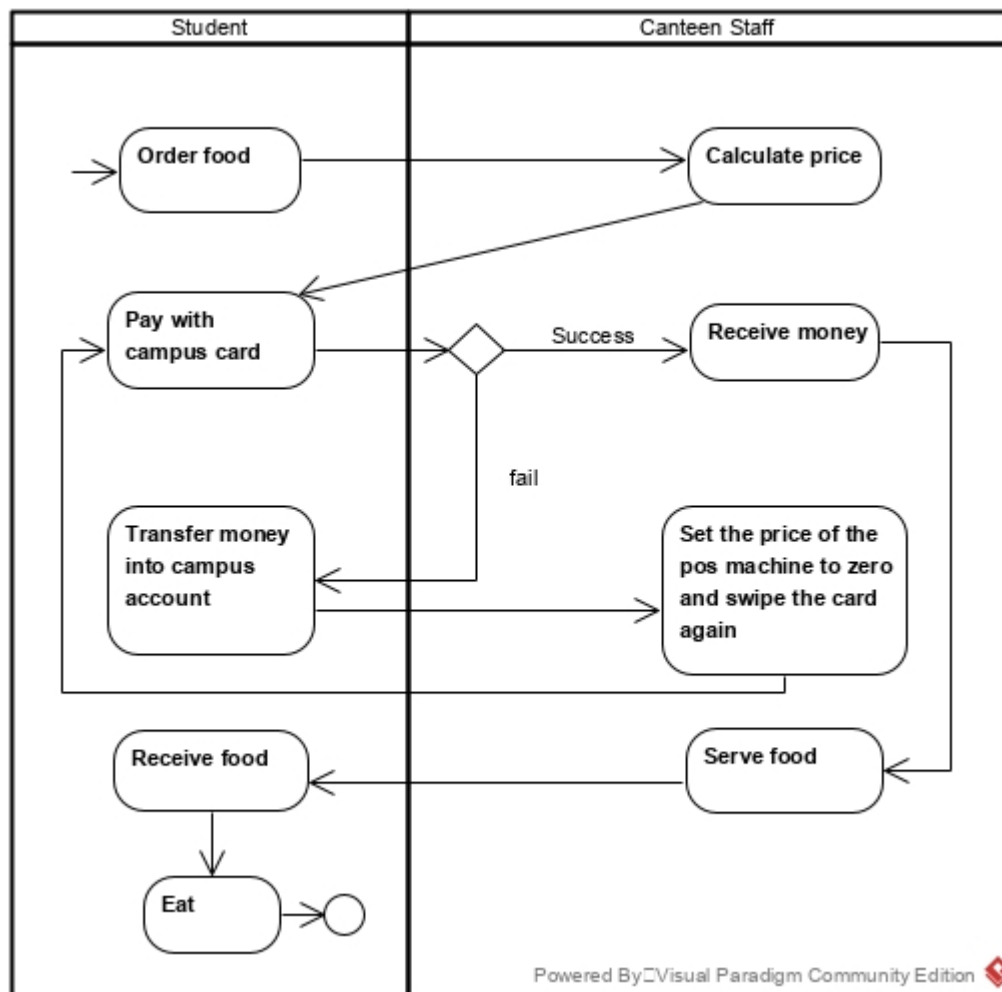 Student
Canteen Staff
Order food
Calculate price
Pay with
campus card
Success
Receive money
fail
Transfer money
into campus
account
Set the price of the
pos machine to zero
and swipe the card
again
Receive food
Serve food
Eat
Powered By□Visual Paradigm Community Edition